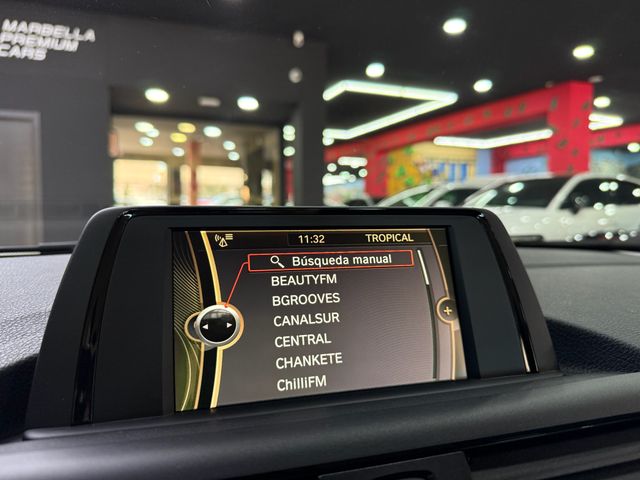 MARBELLA
PREMIUM
CARS
11:32 TROPICAL
Búsqueda manual
BEAUTYFM
BGROOVES
CANALSUR
CENTRAL
CHANKETE
ChilliFM